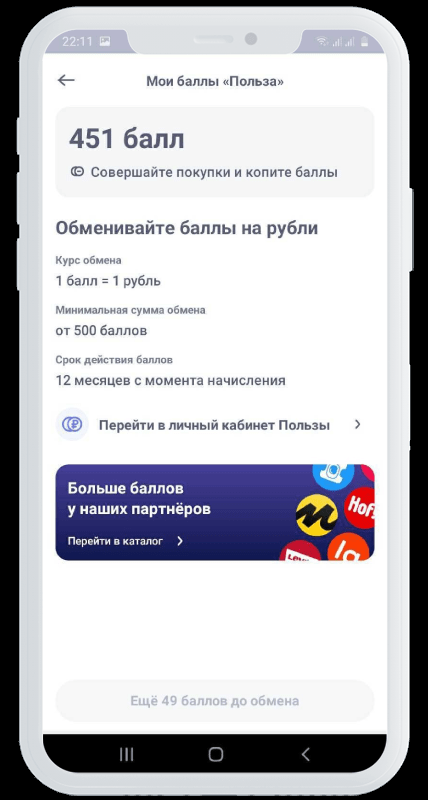 22:11
Мои баллы «Польза»
451 балл
Совершайте покупки и копите баллы
Обменивайте баллы на рубли
Курс обмена
1 балл = 1 рубль
Минимальная сумма обмена
от 500 баллов
Срок действия баллов
12 месяцев с момента начисления
Перейти в личный кабинет Пользы
Больше баллов
у наших партнёров
Hoff
Перейти в каталог
la
Ещё 49 баллов до обмена